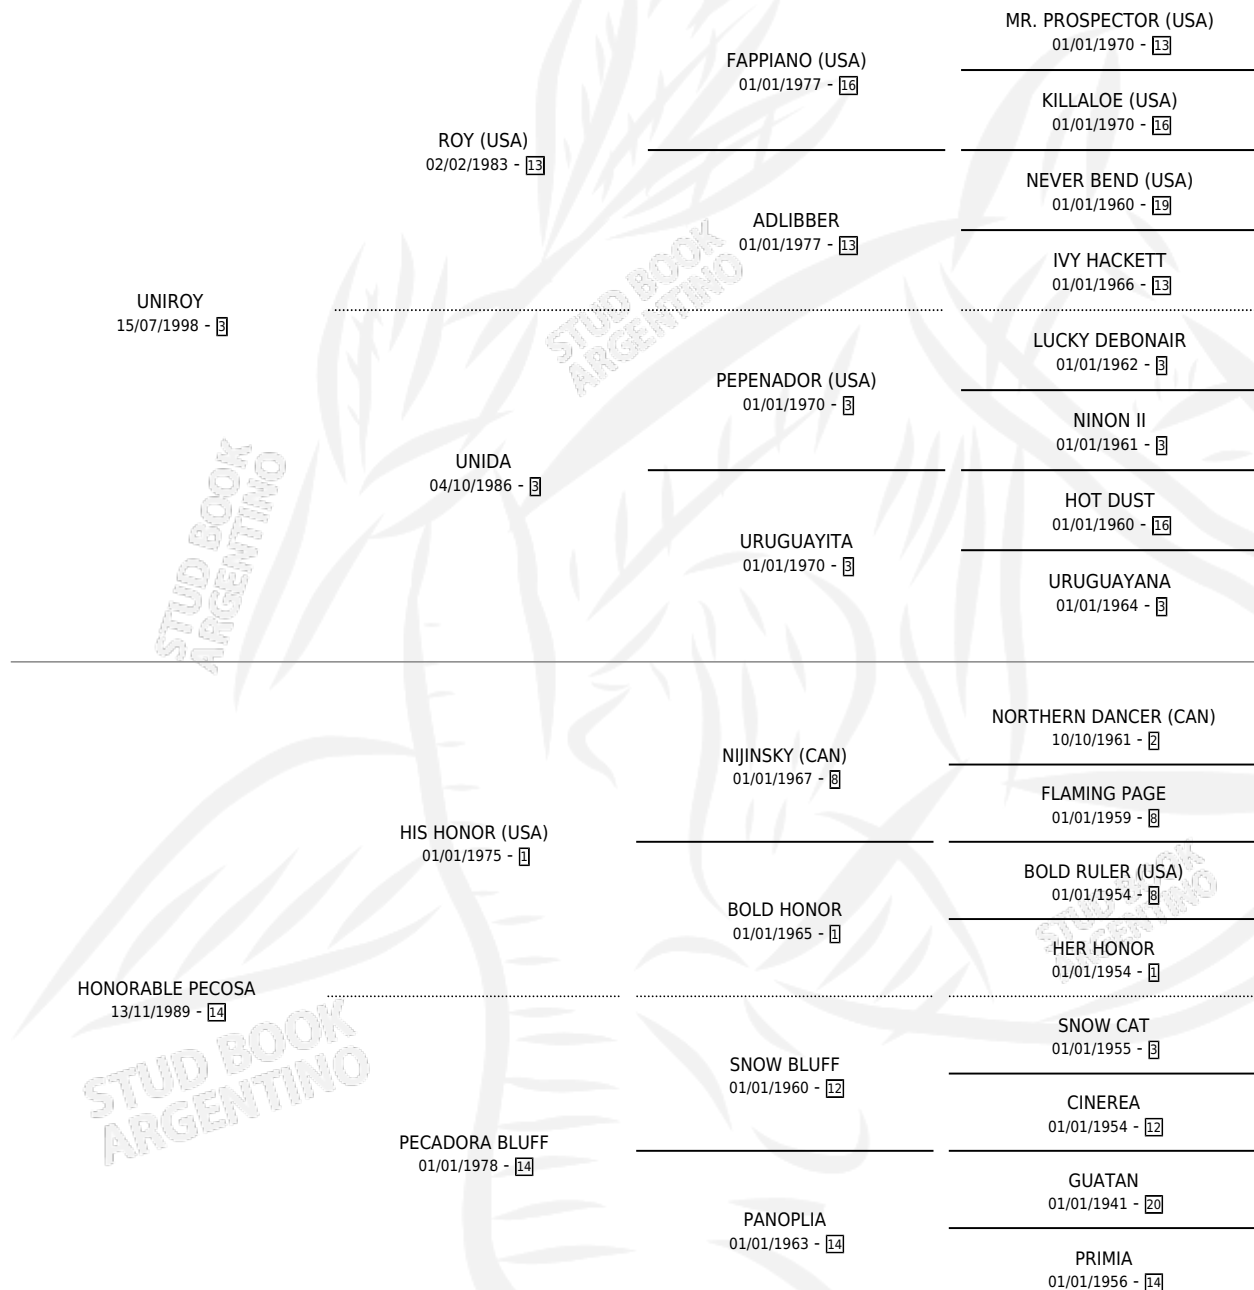 MR. PROSPECTOR (USA)
01/01/1970 - 13
FAPPIANO (USA)
01/01/1977 - 16
KILLALOE (USA)
01/01/1970 - 16
ROY (USA)
02/02/1983 - 13
NEVER BEND (USA)
01/01/1960 - 19
ADLIBBER
01/01/1977 - 13
IVY HACKETT
01/01/1966 - 13
UNIROY
15/07/1998 - 3
LUCKY DEBONAIR
01/01/1962 - 3
PEPENADOR (USA)
01/01/1970 - 3
NINON II
01/01/1961 - 3
UNIDA
04/10/1986 - 3
HOT DUST
01/01/1960 - 16
URUGUAYITA
01/01/1970 - 3
URUGUAYANA
01/01/1964 - 3
NORTHERN DANCER (CAN)
10/10/1961 - 2
NIJINSKY (CAN)
01/01/1967 - 8
FLAMING PAGE
01/01/1959 - 8
HIS HONOR (USA)
01/01/1975 - 1
BOLD RULER (USA)
01/01/1954 - 8
BOLD HONOR
01/01/1965 - 1
HER HONOR
01/01/1954 - 1
HONORABLE PECOSA
13/11/1989 - 14
SNOW CAT
01/01/1955 - 3
SNOW BLUFF
01/01/1960 - 12
CINEREA
01/01/1954 - 12
PECADORA BLUFF
01/01/1978 - 14
GUATAN
01/01/1941 - 20
PANOPLIA
01/01/1963 - 14
PRIMIA
01/01/1956 - 14
STUD BOOK
ARGENTINO
STUD BOOK
ARGENTINO
STUD BOOK
ARGENTINO
STUD BOOK
ARGENTINO